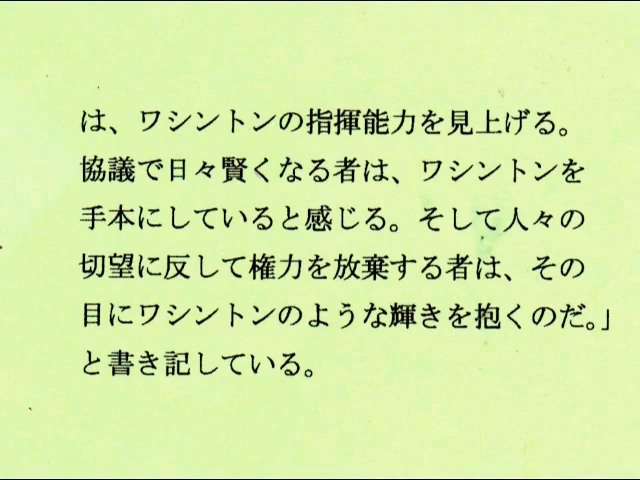 は、ワシントンの指揮能力を見上げる。
協議で日々賢くなる者は、ワシントンを
手本にしていると感じる。そして人々の
切望に反して権力を放棄する者は、その
目にワシントンのような輝きを抱くのだ。」
と書き記している。